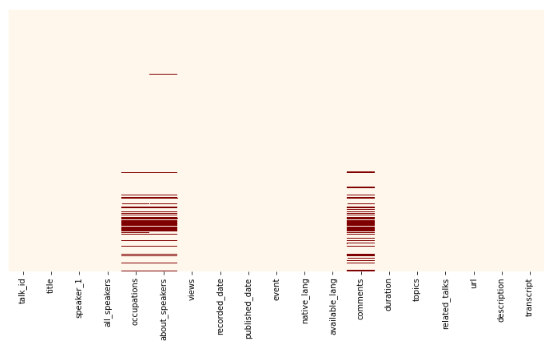 talk_id
title
speaker_1
all_speakers
occupations
about_speakers
views
recorded_date
published_date
event
native_lang
available_lang
comments
duration
topics
related_talks
url
description
transcript